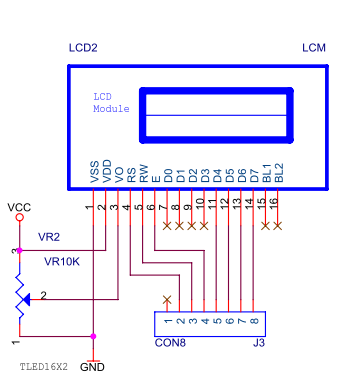 LCD2 LCM
LCD
Module
VSS VDD VO RS RW E D0 D1 D2 D3 D4 D5 D6 D7 BL1 BL2
1 2 3 4 5 6 7 8 9 10 11 12 13 14 15 16
VCC
3 VR2
VR10K
2
1 2 3 4 5 6 7 8
1
CON8 J3
TLED16X2 GND